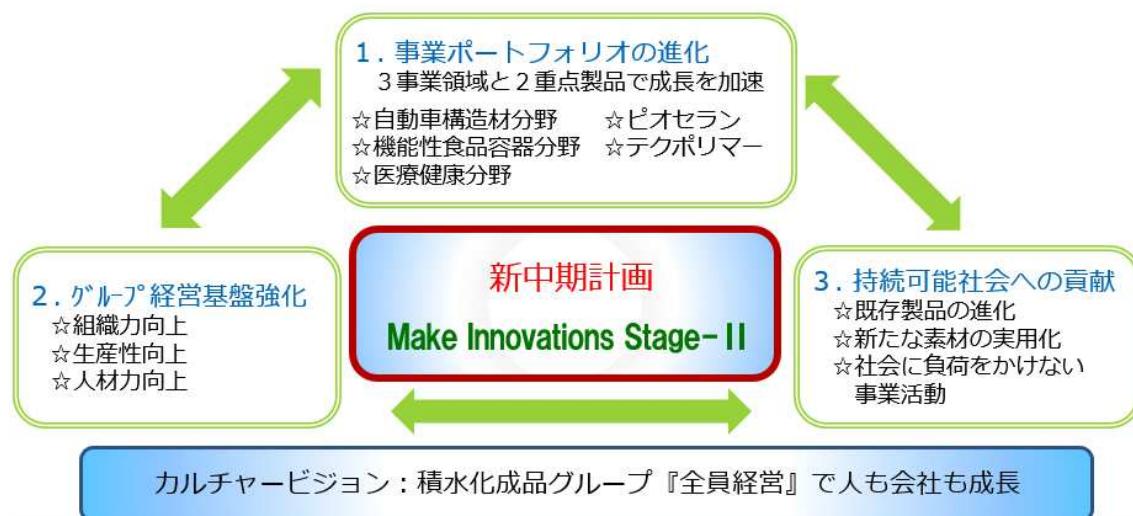 1．事業ポートフォリオの進化
３事業領域と２重点製品で成長を加速
☆自動車構造材分野　☆ピオセラン
☆機能性食品容器分野　☆テクポリマー
☆医療健康分野
新中期計画
Make Innovations Stage-II
2．ｸﾞﾙｰﾌﾟ経営基盤強化
☆組織力向上
☆生産性向上
☆人材力向上
3．持続可能社会への貢献
☆既存製品の進化
☆新たな素材の実用化
☆社会に負荷をかけない
事業活動
カルチャービジョン：積水化成品グループ『全員経営』で人も会社も成長